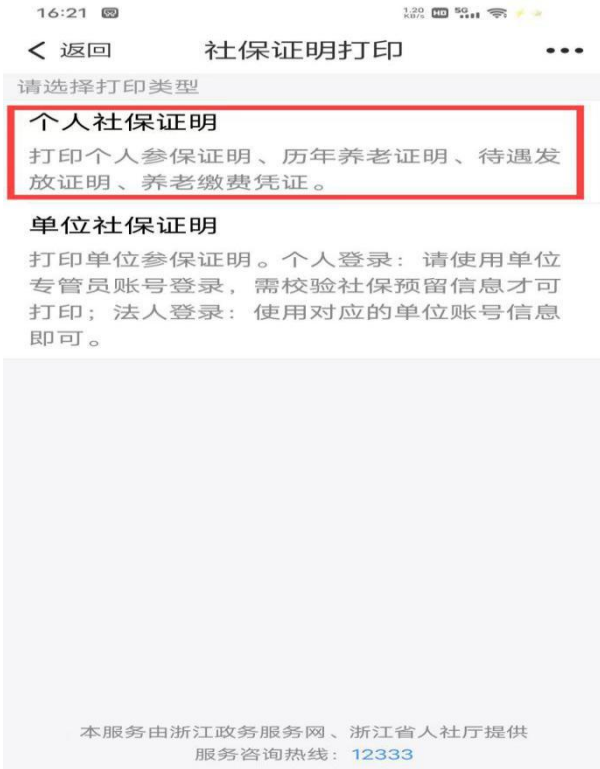 16:21
1.20 KB/s HD 5G
返回 社保证明打印
请选择打印类型
个人社保证明
打印个人参保证明、历年养老证明、待遇发
放证明、养老缴费凭证。
单位社保证明
打印单位参保证明。个人登录：请使用单位
专管员账号登录，需校验社保预留信息才可
打印；法人登录：使用对应的单位账号信息
即可。
本服务由浙江政务服务网、浙江省人社厅提供
服务咨询热线：12333